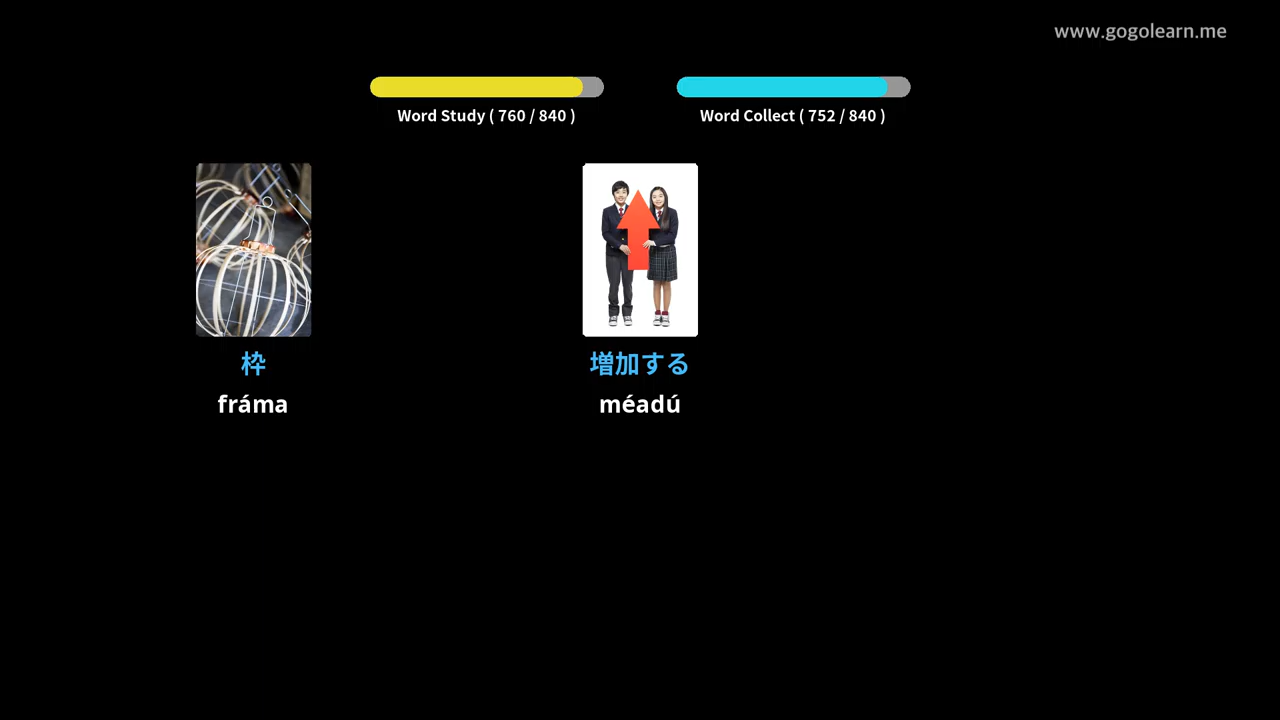 www.gogolearn.me
Word Study ( 760 / 840 )
Word Collect ( 752 / 840 )
枠
fráma
増加する
méadú